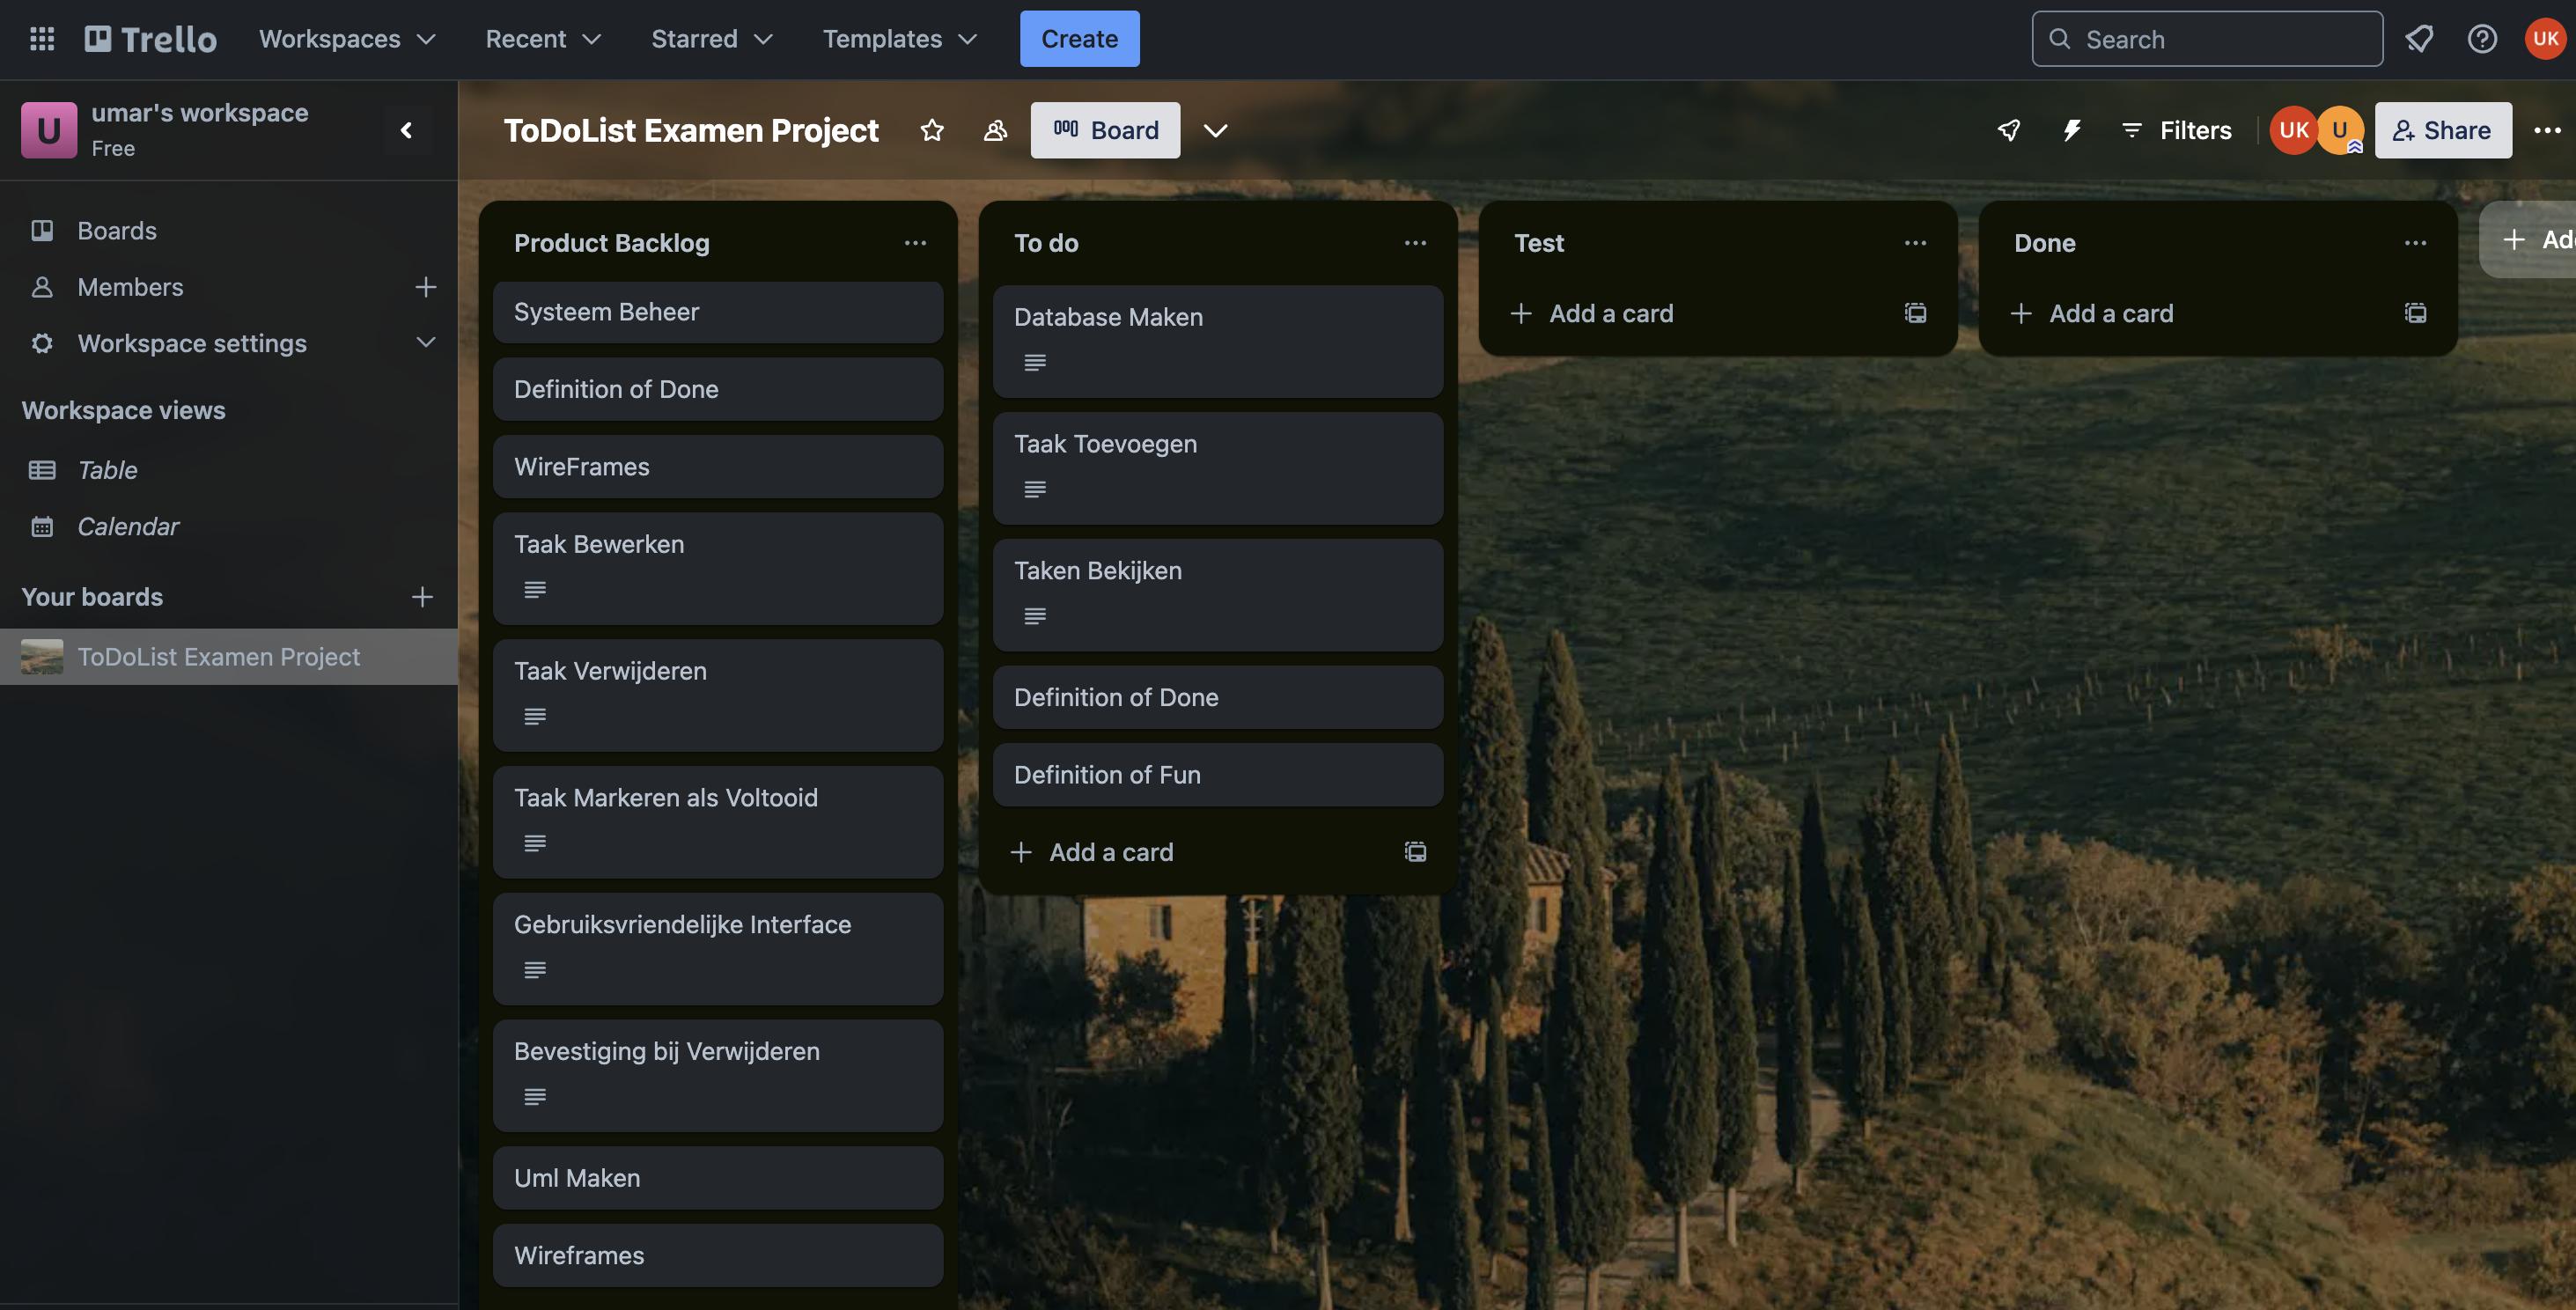 Trello
Workspaces
Recent
Starred
Templates
Create
Search
UK
U
umar's workspace
Free
ToDoList Examen Project
Board
Filters
UK
U
Share
Boards
Members
Workspace settings
Workspace views
Table
Calendar
Your boards
ToDoList Examen Project
Product Backlog
Systeem Beheer
Definition of Done
WireFrames
Taak Bewerken
Taak Verwijderen
Taak Markeren als Voltooid
Gebruiksvriendelijke Interface
Bevestiging bij Verwijderen
Uml Maken
Wireframes
To do
Database Maken
Taak Toevoegen
Taken Bekijken
Definition of Done
Definition of Fun
Add a card
Test
Add a card
Done
Add a card